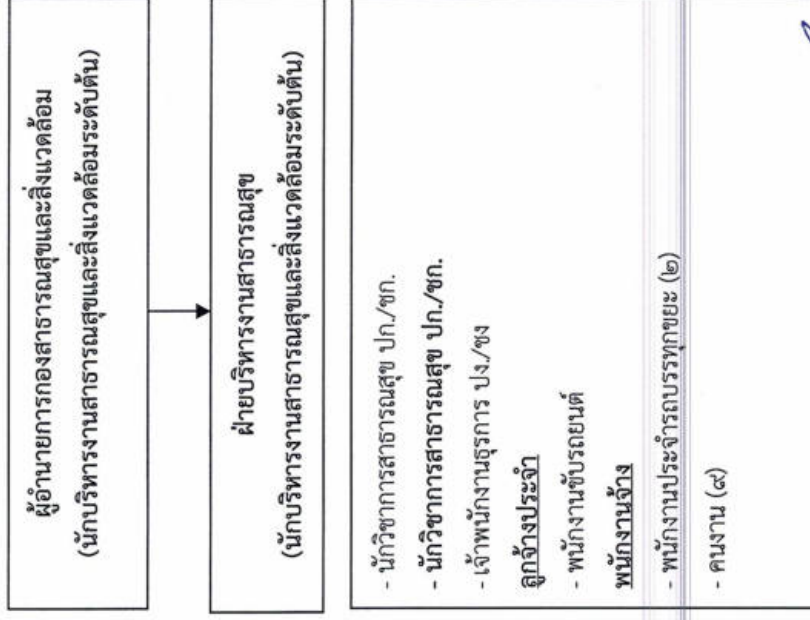 ผู้อำนวยการกองสาธารณสุขและสิ่งแวดล้อม
(นักบริหารงานสาธารณสุขและสิ่งแวดล้อมระดับต้น)
ฝ่ายบริหารงานสาธารณสุข
(นักบริหารงานสาธารณสุขและสิ่งแวดล้อมระดับต้น)
- นักวิชาการสาธารณสุข ปก./ชก.
- นักวิชาการสาธารณสุข ปก./ชก.
- เจ้าพนักงานธุรการ ปง./ชง
ลูกจ้างประจำ
- พนักงานขับรถยนต์
พนักงานจ้าง
- พนักงานประจำรถบรรทุกขยะ (๒)
- คนงาน (๙)